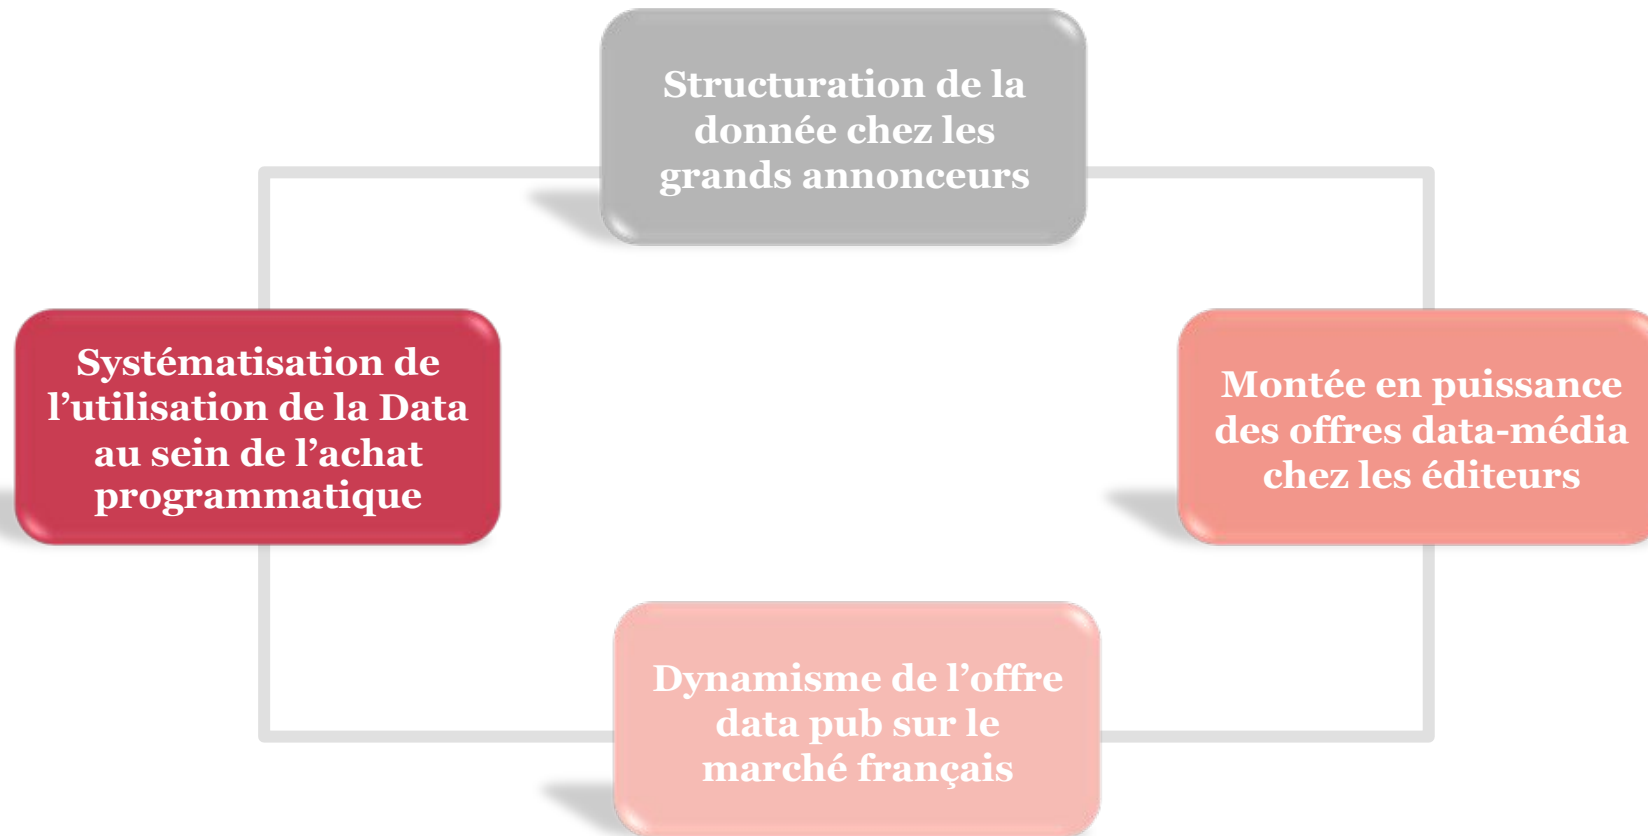 Structuration de la
donnée chez les
grands annonceurs
Systématisation de
l’utilisation de la Data
au sein de l’achat
programmatique
Montée en puissance
des offres data-média
chez les éditeurs
Dynamisme de l’offre
data pub sur le
marché français